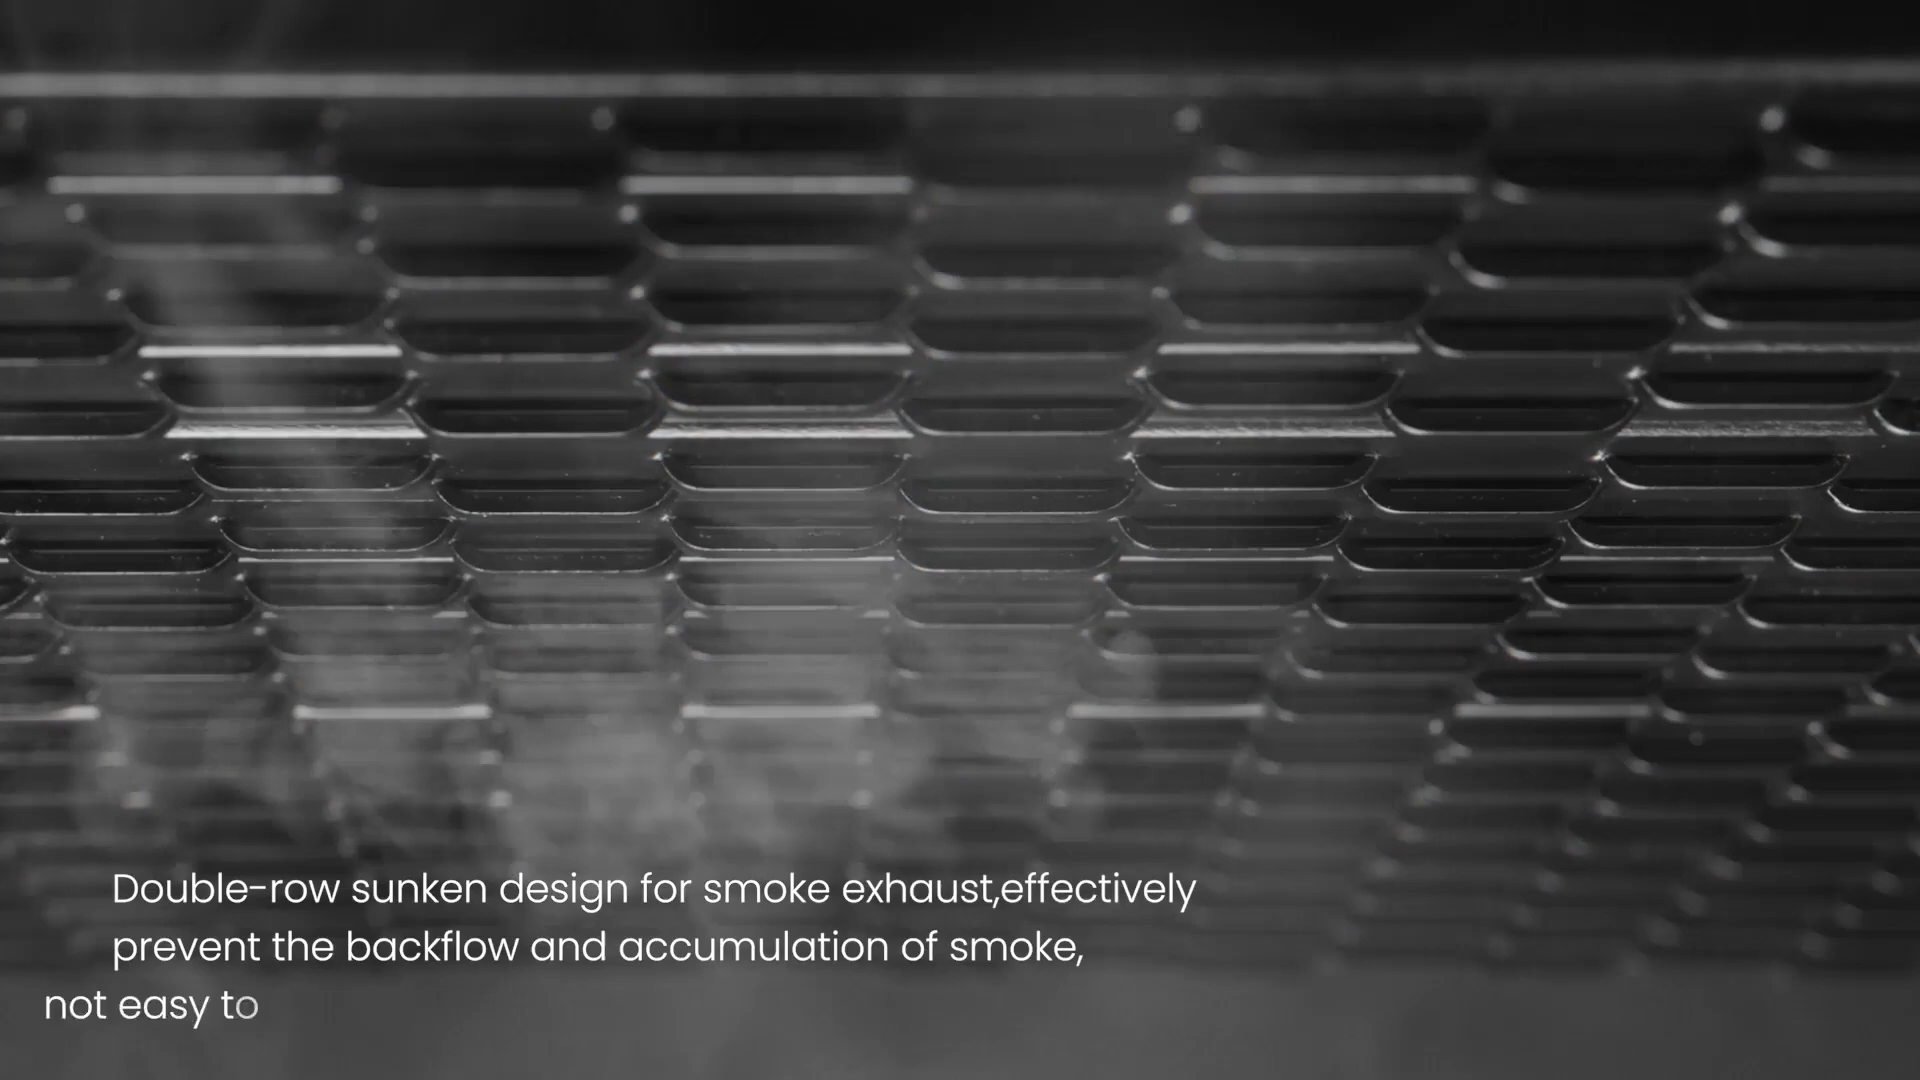 Double-row sunken design for smoke exhaust,effectively
prevent the backflow and accumulation of smoke,
not easy to